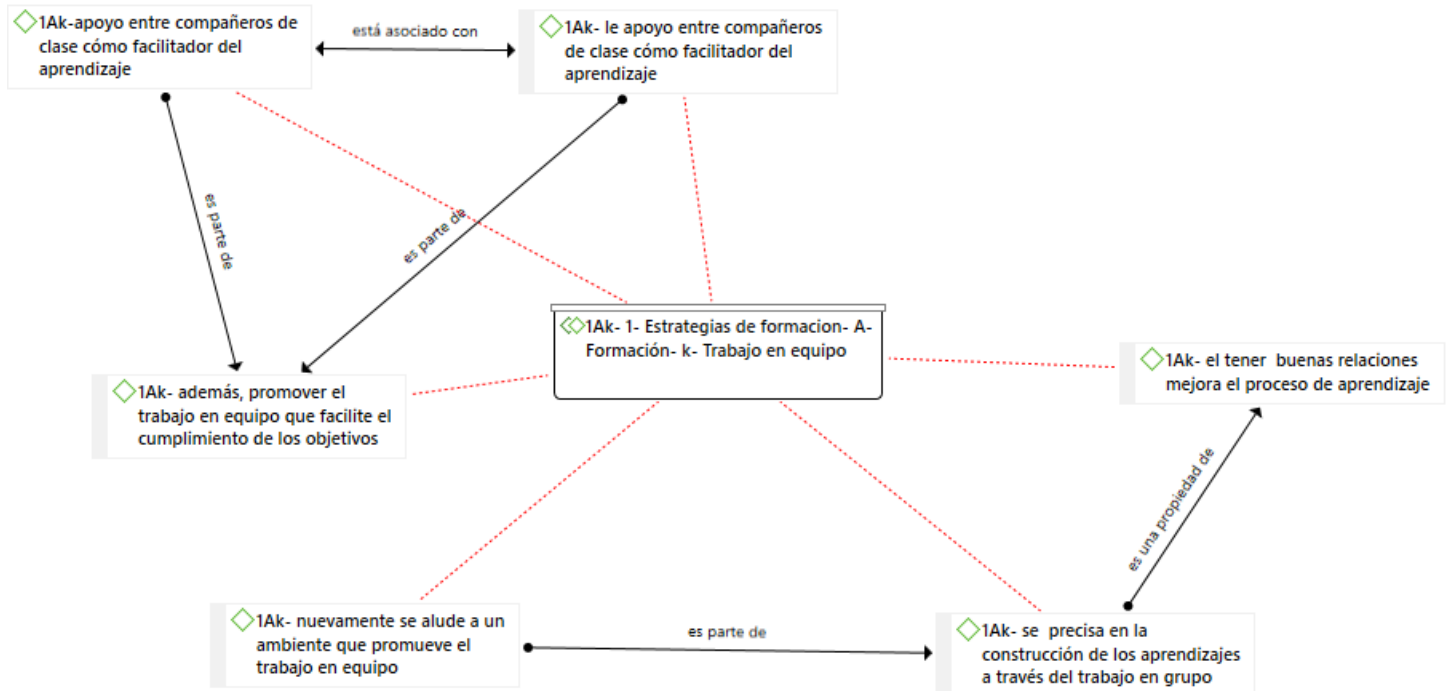 1Ak-apoyo entre compañeros de
clase cómo facilitador del
aprendizaje
está asociado con
1Ak- le apoyo entre compañeros
de clase cómo facilitador del
aprendizaje
es parte de
es parte de
1Ak- 1- Estrategias de formacion- A-
Formación- k- Trabajo en equipo
1Ak- el tener  buenas relaciones
mejora el proceso de aprendizaje
1Ak- además, promover el
trabajo en equipo que facilite el
cumplimiento de los objetivos
es una propiedad de
1Ak- nuevamente se alude a un
ambiente que promueve el
trabajo en equipo
es parte de
1Ak- se  precisa en la
construcción de los aprendizajes
a través del trabajo en grupo